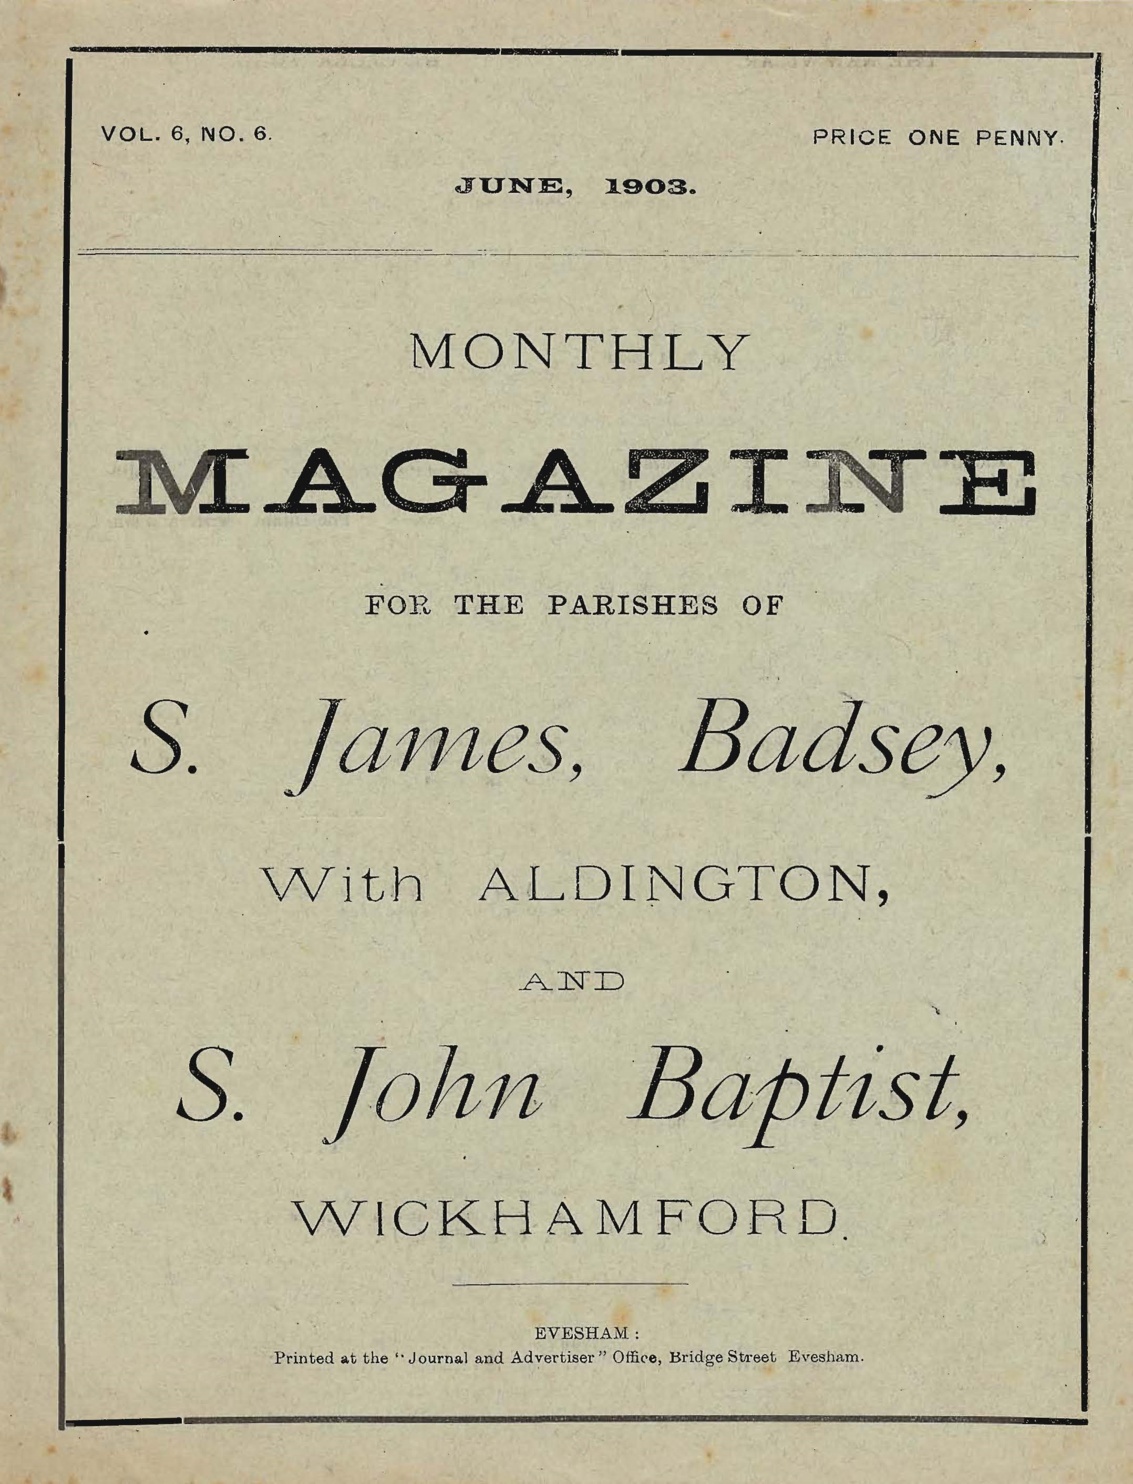 VOL. 6, NO. 6.
PRICE ONE PENNY.
JUNE, 1903.
MONTHLY
MAGAZINE
FOR THE PARISHES OF
S. James, Badsey,
With ALDINGTON,
AND
S. John Baptist,
WICKHAMFORD.
EVESHAM :
Printed at the "Journal and Advertiser" Office, Bridge Street Evesham.